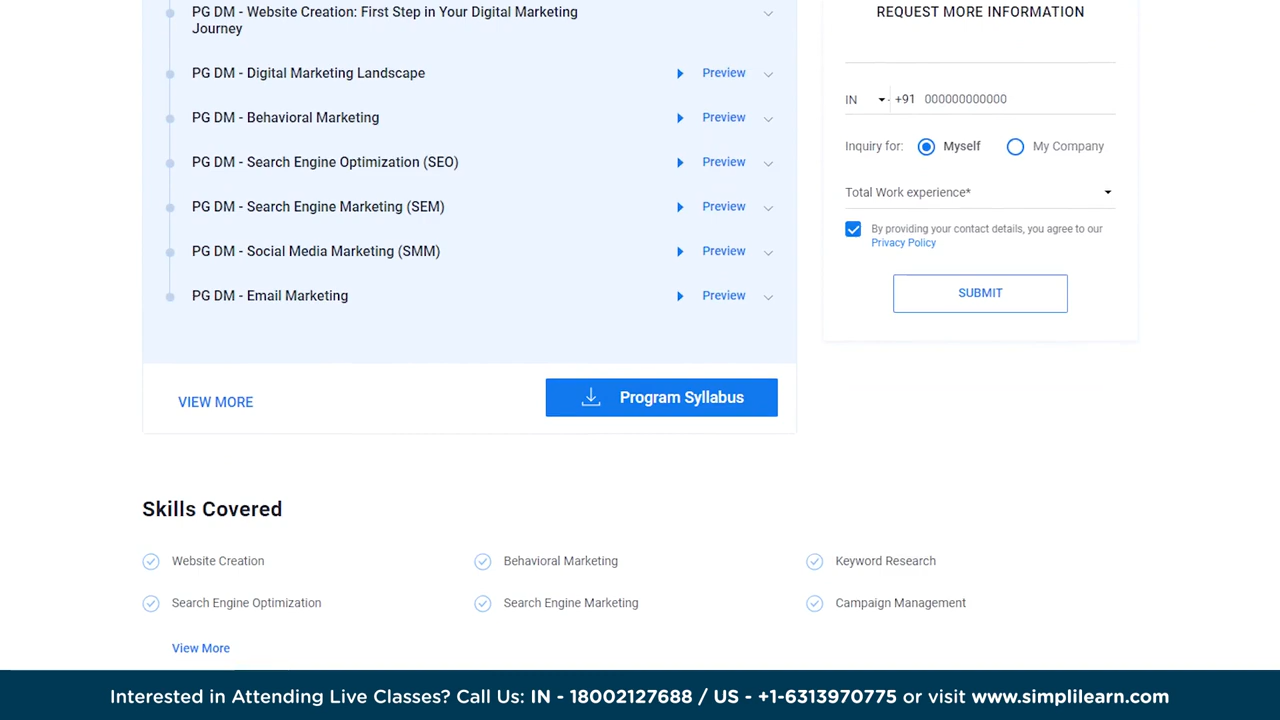 PG DM - Website Creation: First Step in Your Digital Marketing
Journey
PG DM - Digital Marketing Landscape Preview
PG DM - Behavioral Marketing Preview
PG DM - Search Engine Optimization (SEO) Preview
PG DM - Search Engine Marketing (SEM) Preview
PG DM - Social Media Marketing (SMM) Preview
PG DM - Email Marketing Preview
VIEW MORE Program Syllabus
REQUEST MORE INFORMATION
IN +91 000000000000
Inquiry for: Myself My Company
Total Work experience*
By providing your contact details, you agree to our
Privacy Policy
SUBMIT
Skills Covered
Website Creation Behavioral Marketing Keyword Research
Search Engine Optimization Search Engine Marketing Campaign Management
View More
Interested in Attending Live Classes? Call Us: IN - 18002127688 / US - +1-6313970775 or visit www.simplilearn.com